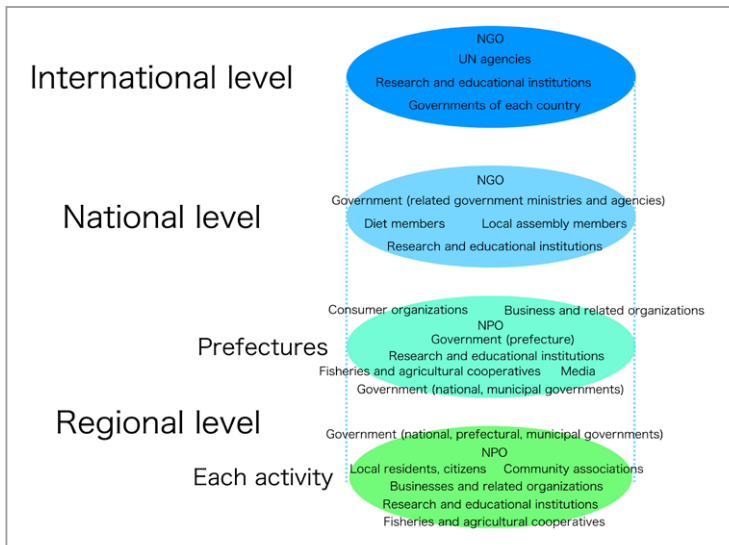 International level
NGO
UN agencies
Research and educational institutions
Governments of each country
National level
NGO
Government (related government ministries and agencies)
Diet members Local assembly members
Research and educational institutions
Prefectures
Consumer organizations Business and related organizations
NPO
Government (prefecture)
Research and educational institutions
Fisheries and agricultural cooperatives Media
Government (national, municipal governments)
Regional level
Each activity
Government (national, prefectural, municipal governments)
NPO
Local residents, citizens Community associations
Businesses and related organizations
Research and educational institutions
Fisheries and agricultural cooperatives